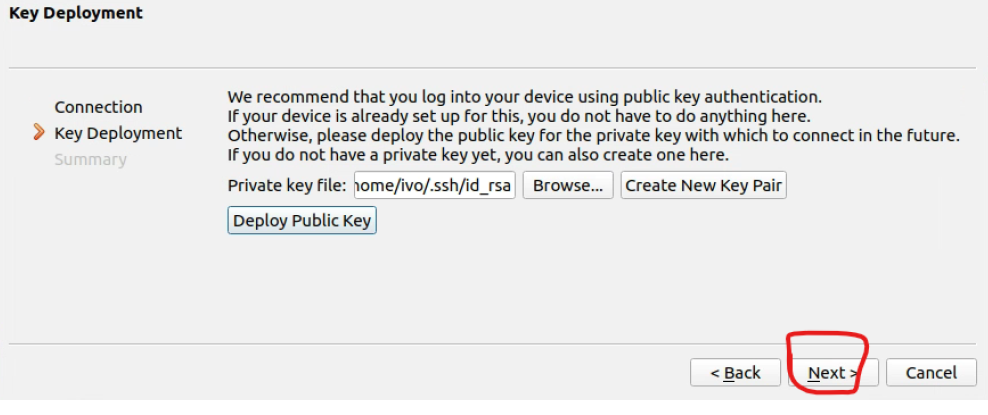 Key Deployment
Connection
Key Deployment
Summary
We recommend that you log into your device using public key authentication.
If your device is already set up for this, you do not have to do anything here.
Otherwise, please deploy the public key for the private key with which to connect in the future.
If you do not have a private key yet, you can also create one here.
Private key file: home/ivo/.ssh/id_rsa Browse... Create New Key Pair
Deploy Public Key
< Back Next > Cancel